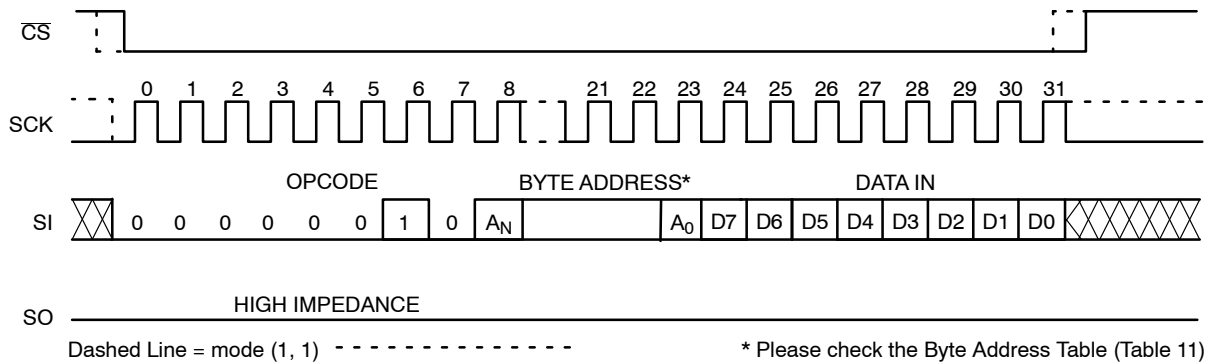 CS
0 1 2 3 4 5 6 7 8 21 22 23 24 25 26 27 28 29 30 31
SCK
OPCODE BYTE ADDRESS* DATA IN
SI 0 0 0 0 0 0 1 0 AN A0 D7 D6 D5 D4 D3 D2 D1 D0
HIGH IMPEDANCE
SO
Dashed Line = mode (1, 1) * Please check the Byte Address Table (Table 11)